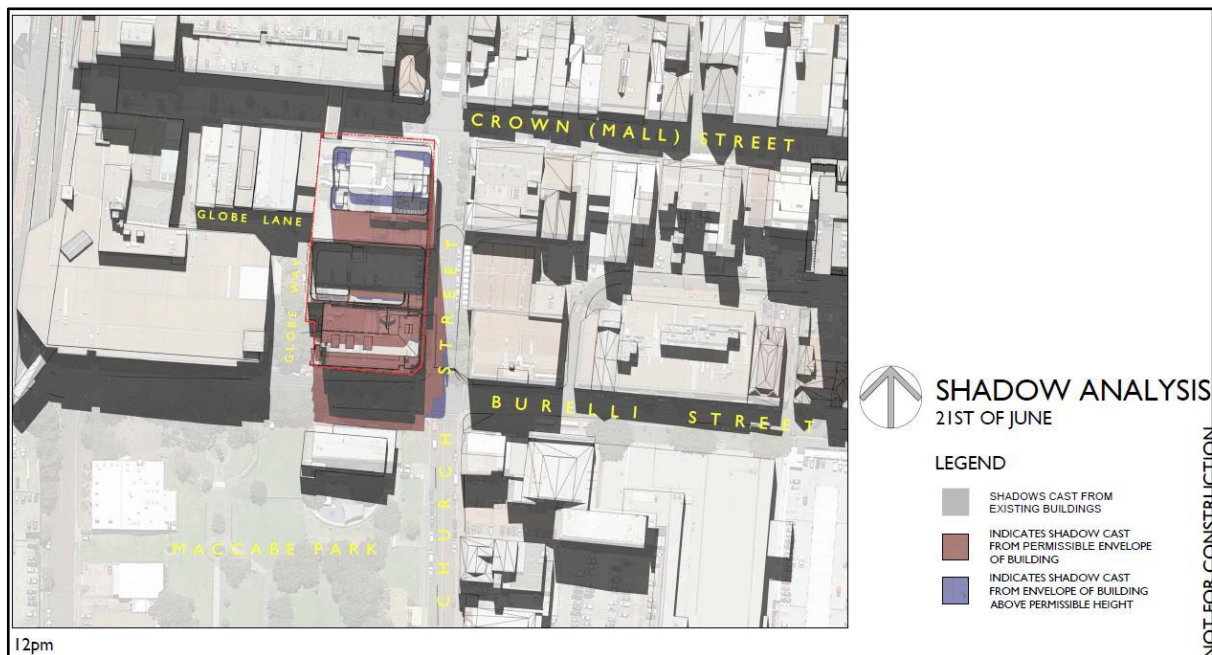 CROWN (MALL) STREET
GLOBE LANE
GLOBE WAY
CHURCH STREET
BURELLI STREET
MACCABE PARK
12pm
SHADOW ANALYSIS
21ST OF JUNE
LEGEND
SHADOWS CAST FROM
EXISTING BUILDINGS
INDICATES SHADOW CAST
FROM PERMISSIBLE ENVELOPE
OF BUILDING
INDICATES SHADOW CAST
FROM ENVELOPE OF BUILDING
ABOVE PERMISSIBLE HEIGHT
NOT FOR CONSTRUCTION